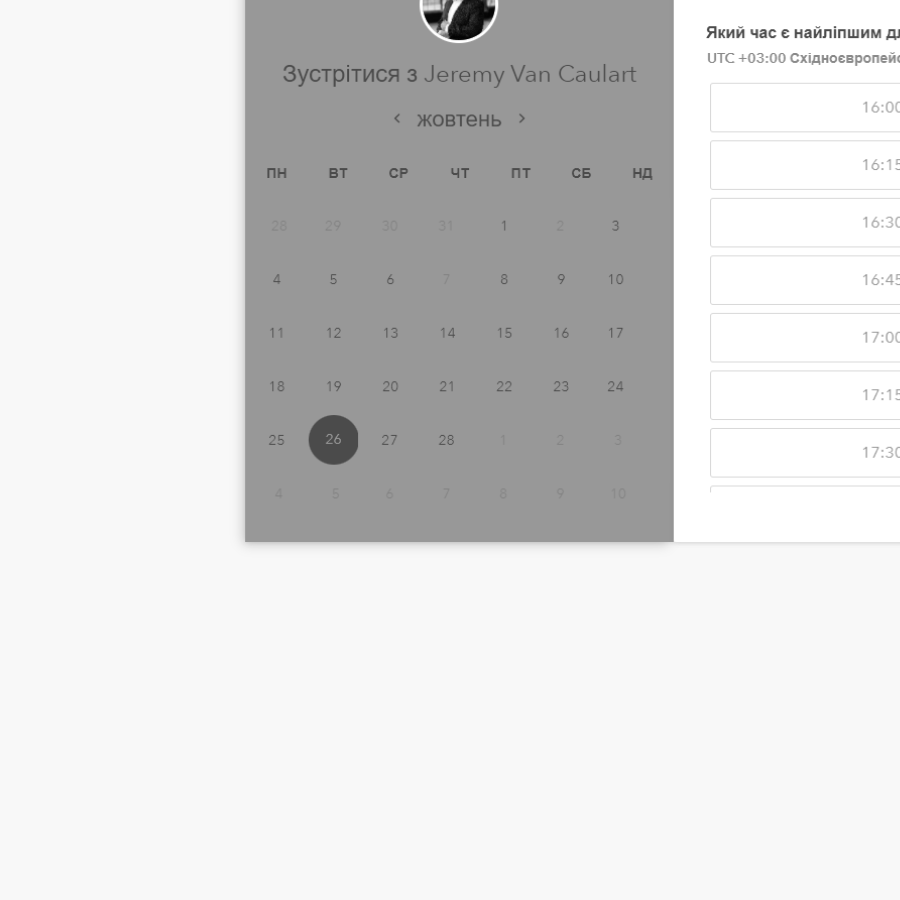 Зустрітися з Jeremy Van Caulart
жовтень
ПН ВТ СР ЧТ ПТ СБ НД
28 29 30 31 1 2 3
4 5 6 7 8 9 10
11 12 13 14 15 16 17
18 19 20 21 22 23 24
25 26 27 28 1 2 3
4 5 6 7 8 9 10
Який час є найліпшим
UTC +03:00
16:00
16:15
16:30
16:45
17:00
17:15
17:30